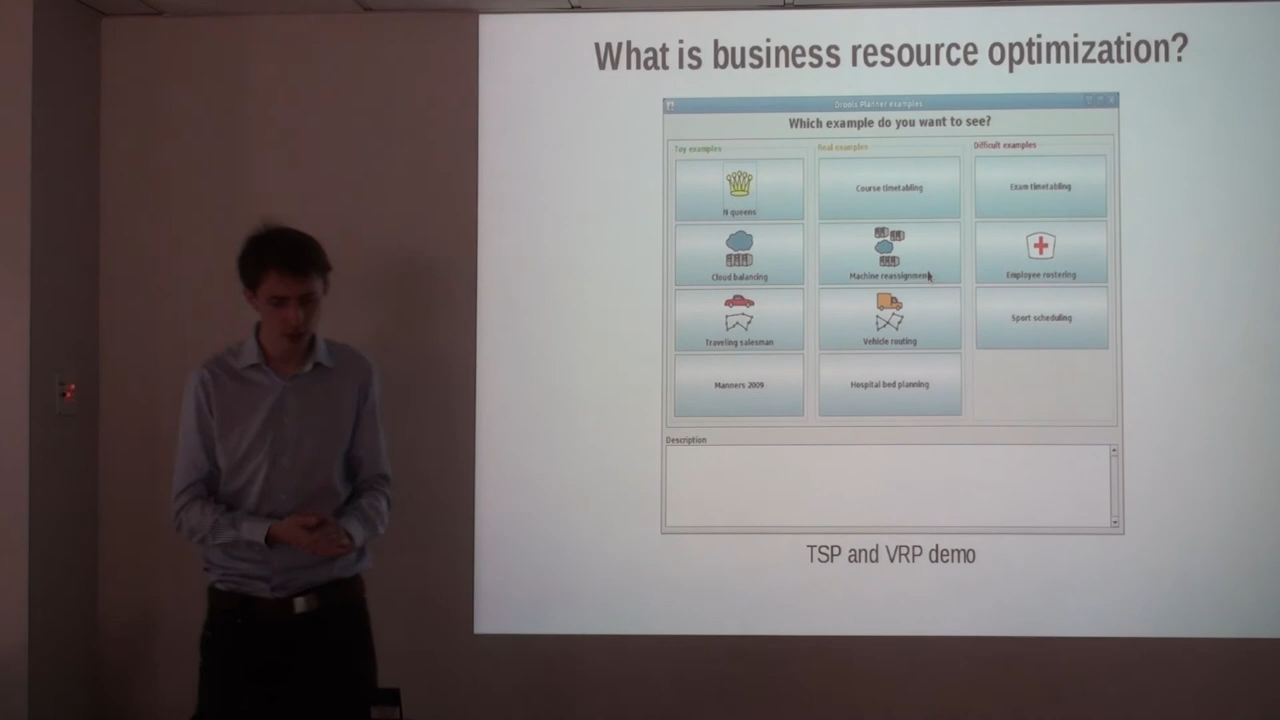 What is business resource optimization?
Drools Planner examples
Which example do you want to see?
Toy examples
Real examples
Difficult examples
N queens
Course timetabling
Exam timetabling
Cloud balancing
Machine reassignment
Employee rostering
Traveling salesman
Vehicle routing
Sport scheduling
Manners 2009
Hospital bed planning
Description
TSP and VRP demo